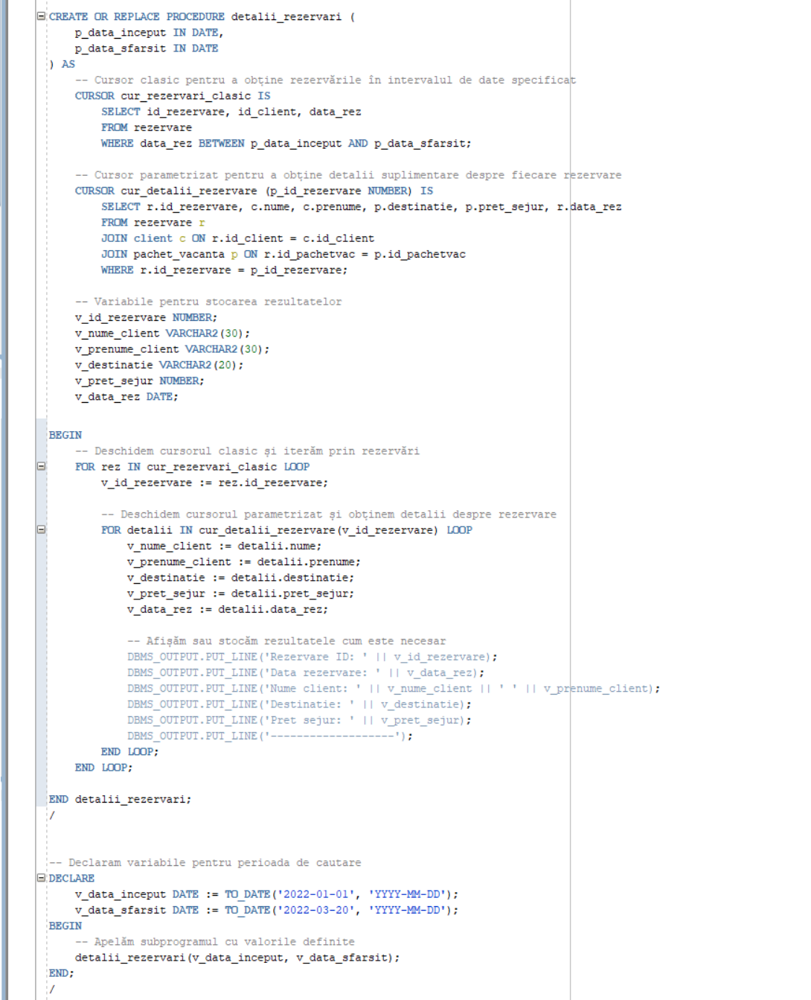 CREATE OR REPLACE PROCEDURE detalii_rezervari (
    p_data_inceput IN DATE,
    p_data_sfarsit IN DATE
) AS
    -- Cursor clasic pentru a obține rezervările în intervalul de date specificat
    CURSOR cur_rezervari_clasic IS
        SELECT id_rezervare, id_client, data_rez
        FROM rezervare
        WHERE data_rez BETWEEN p_data_inceput AND p_data_sfarsit;

    -- Cursor parametrizat pentru a obține detalii suplimentare despre fiecare rezervare
    CURSOR cur_detalii_rezervare (p_id_rezervare NUMBER) IS
        SELECT r.id_rezervare, c.nume, c.prenume, p.destinatie, p.pret_sejur, r.data_rez
        FROM rezervare r
        JOIN client c ON r.id_client = c.id_client
        JOIN pachet_vacanta p ON r.id_pachetvac = p.id_pachetvac
        WHERE r.id_rezervare = p_id_rezervare;

    -- Variabile pentru stocarea rezultatelor
    v_id_rezervare NUMBER;
    v_nume_client VARCHAR2(30);
    v_prenume_client VARCHAR2(30);
    v_destinatie VARCHAR2(20);
    v_pret_sejur NUMBER;
    v_data_rez DATE;

BEGIN
    -- Deschidem cursorul clasic și iterăm prin rezervări
    FOR rez IN cur_rezervari_clasic LOOP
        v_id_rezervare := rez.id_rezervare;

        -- Deschidem cursorul parametrizat și obținem detalii despre rezervare
        FOR detalii IN cur_detalii_rezervare(v_id_rezervare) LOOP
            v_nume_client := detalii.nume;
            v_prenume_client := detalii.prenume;
            v_destinatie := detalii.destinatie;
            v_pret_sejur := detalii.pret_sejur;
            v_data_rez := detalii.data_rez;

            -- Afișăm sau stocăm rezultatele cum este necesar
            DBMS_OUTPUT.PUT_LINE('Rezervare ID: ' || v_id_rezervare);
            DBMS_OUTPUT.PUT_LINE('Data rezervare: ' || v_data_rez);
            DBMS_OUTPUT.PUT_LINE('Nume client: ' || v_nume_client || ' ' || v_prenume_client);
            DBMS_OUTPUT.PUT_LINE('Destinatie: ' || v_destinatie);
            DBMS_OUTPUT.PUT_LINE('Pret sejur: ' || v_pret_sejur);
            DBMS_OUTPUT.PUT_LINE('-------------------');
        END LOOP;
    END LOOP;

END detalii_rezervari;
/

-- Declaram variabile pentru perioada de cautare
DECLARE
    v_data_inceput DATE := TO_DATE('2022-01-01', 'YYYY-MM-DD');
    v_data_sfarsit DATE := TO_DATE('2022-03-20', 'YYYY-MM-DD');
BEGIN
    -- Apelăm subprogramul cu valorile definite
    detalii_rezervari(v_data_inceput, v_data_sfarsit);
END;
/